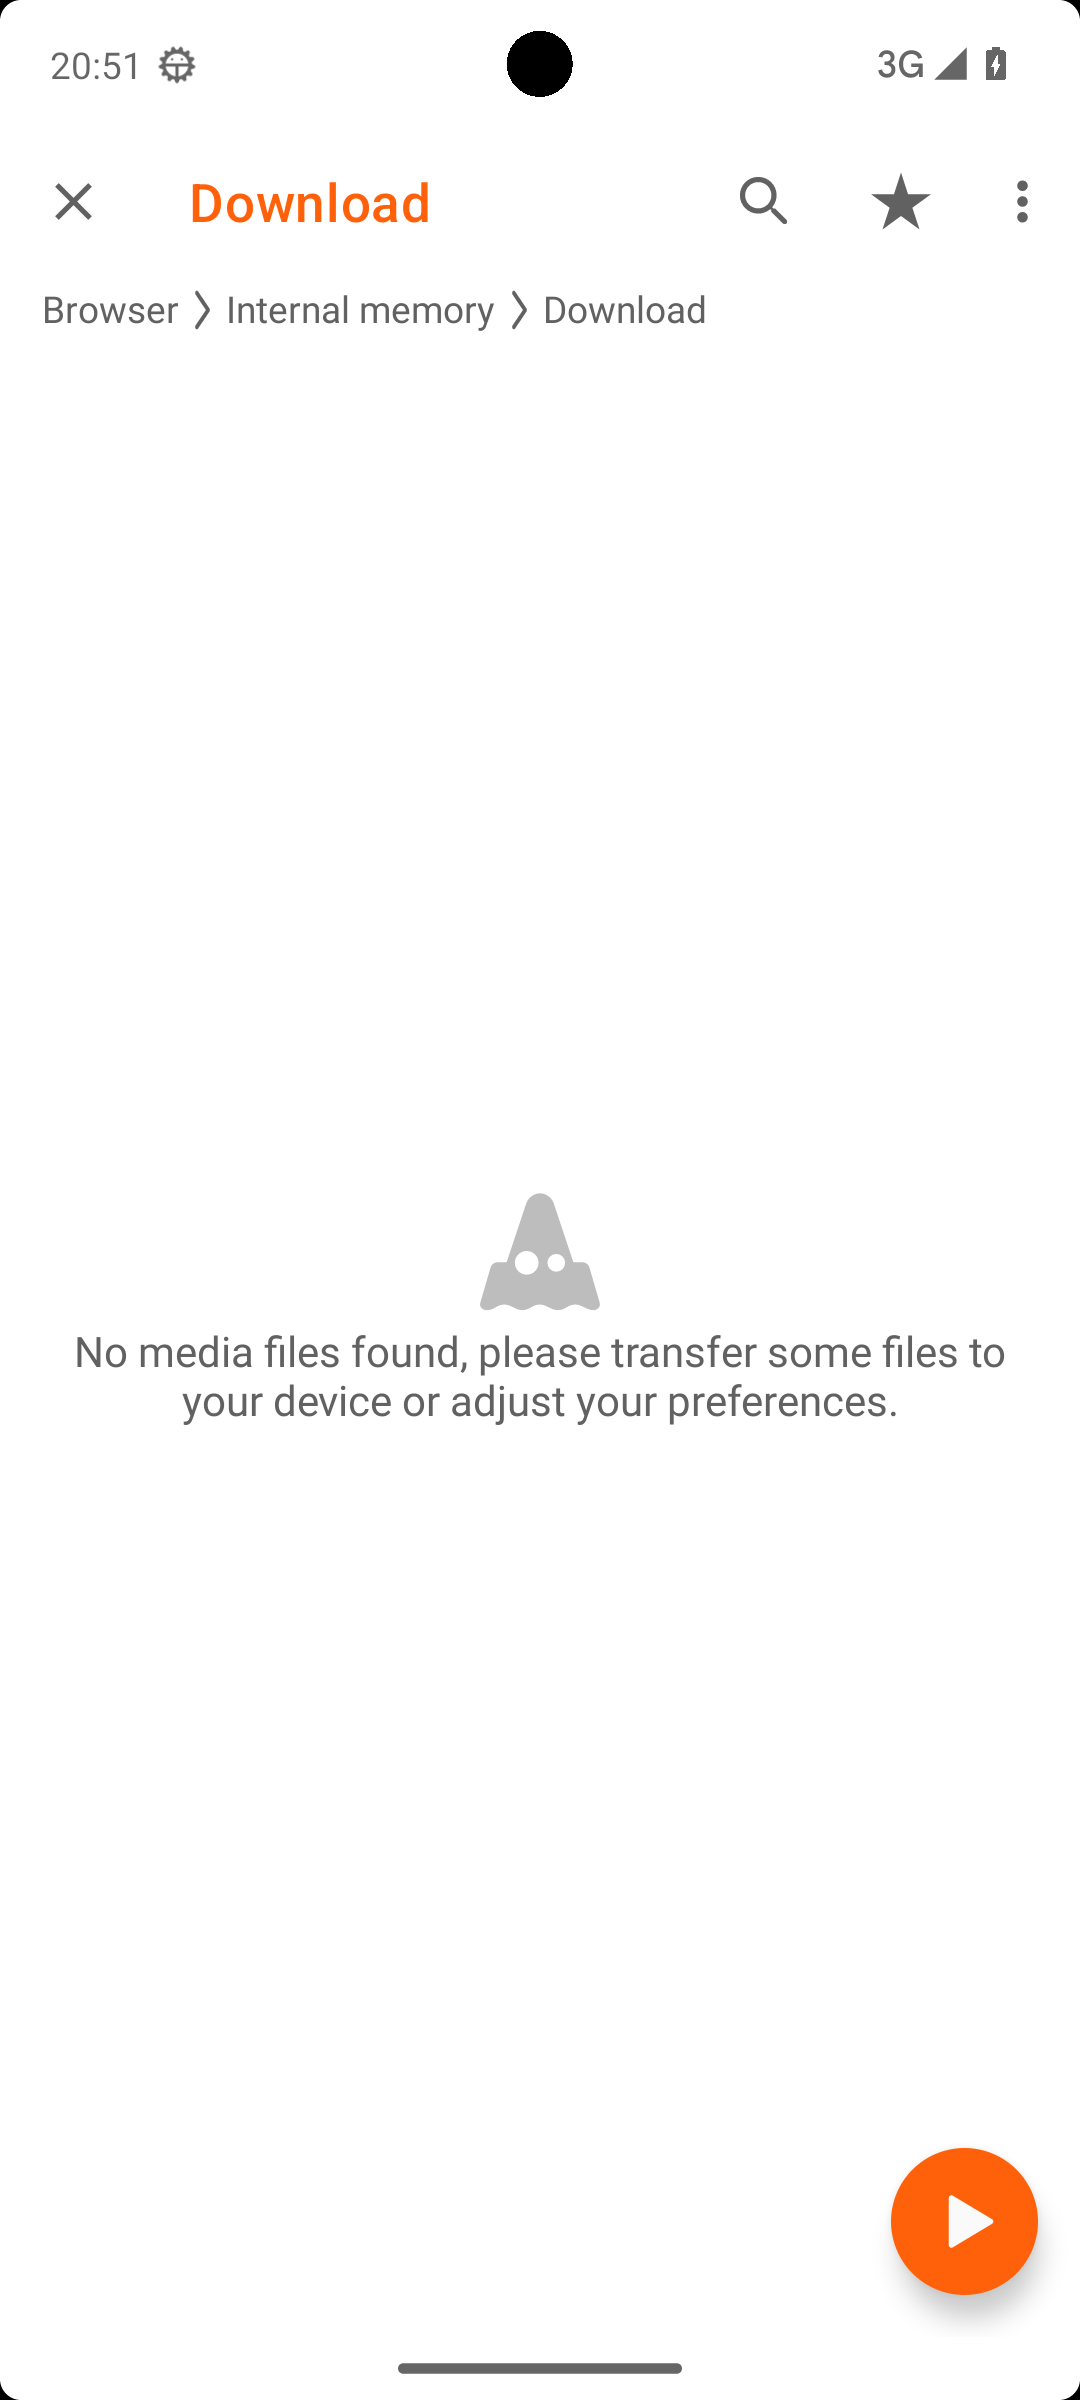 20:51
3G
Download
Browser
Internal memory
Download
No media files found, please transfer some files to
your device or adjust your preferences.